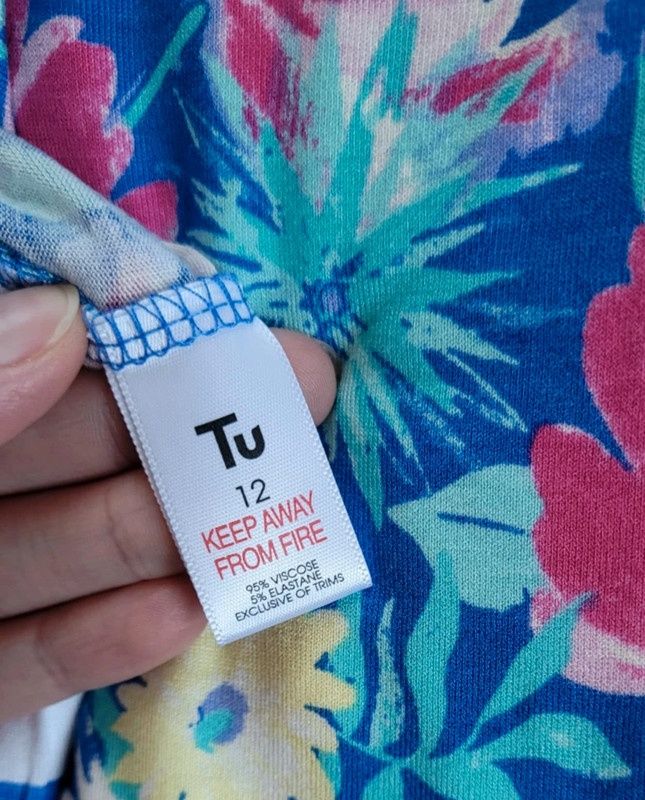 Tu
12
KEEP AWAY
FROM FIRE
95% VISCOSE
5% ELASTANE
EXCLUSIVE OF TRIMS